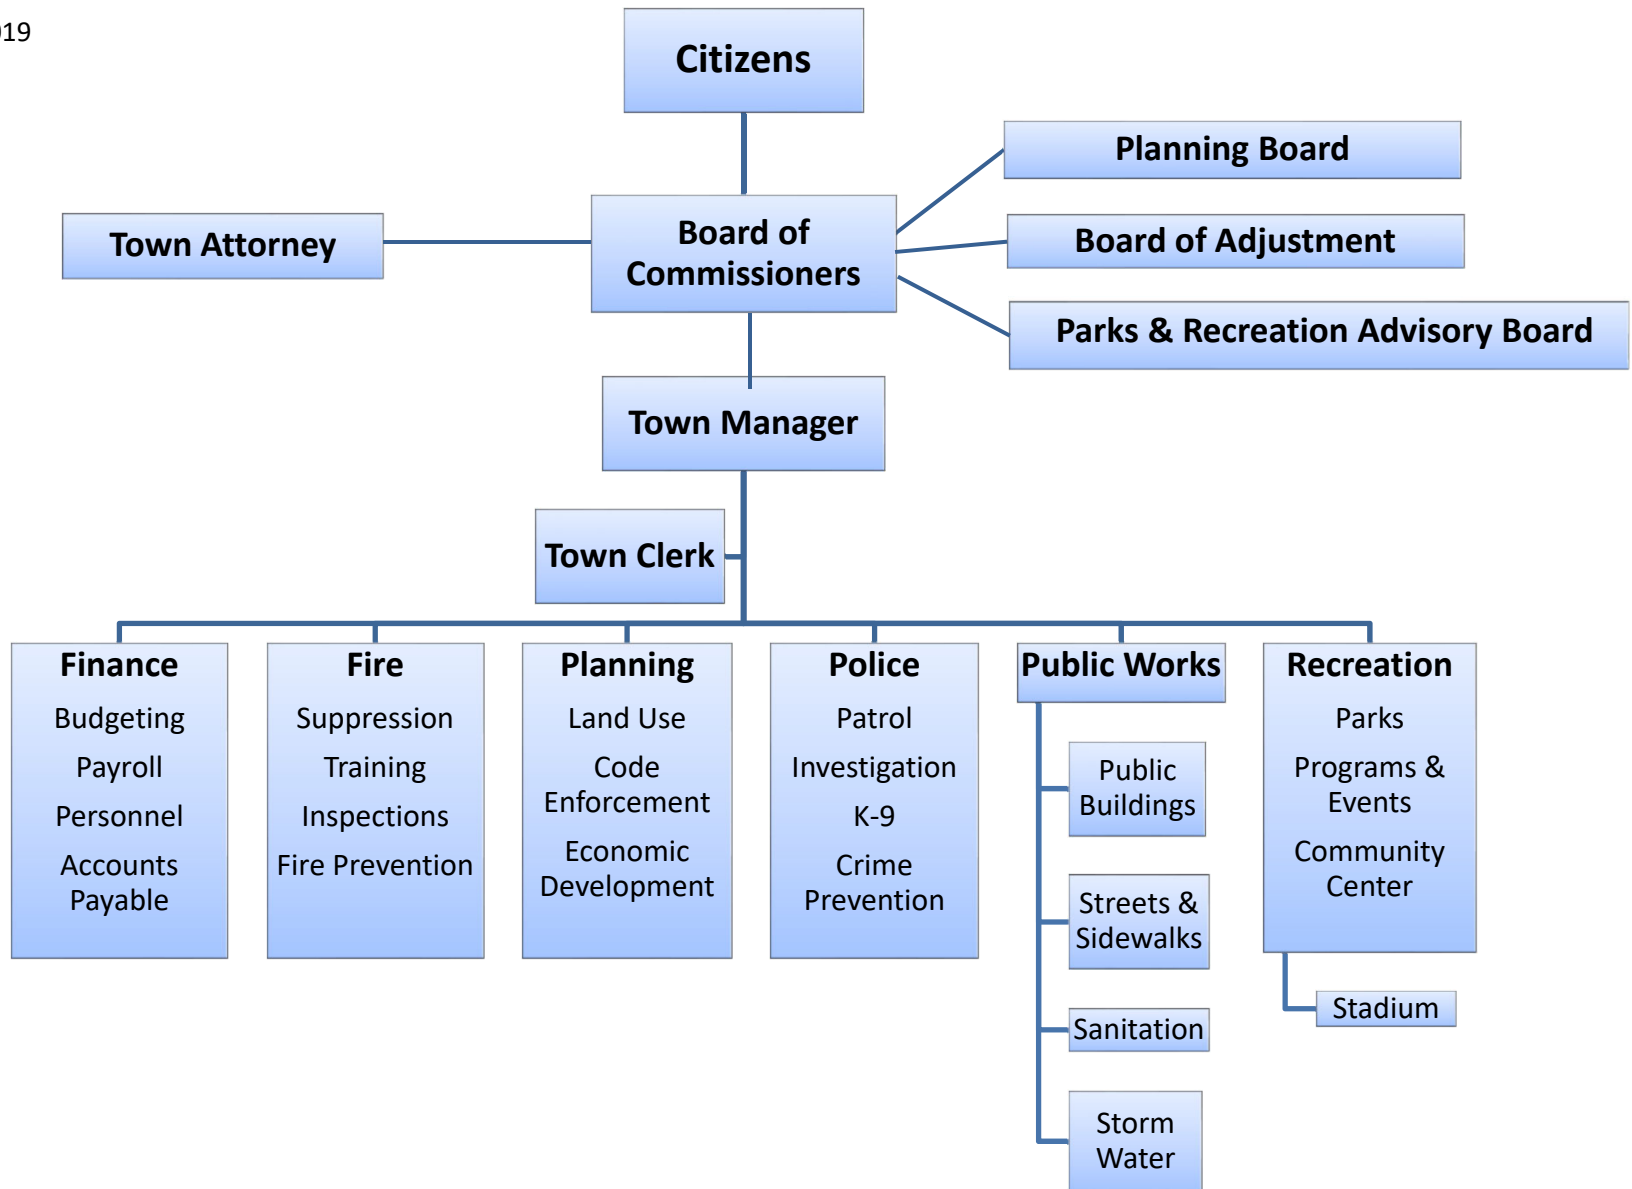 019
Citizens
Planning Board
Town Attorney
Board of
Commissioners
Board of Adjustment
Parks & Recreation Advisory Board
Town Manager
Town Clerk
Finance
Budgeting
Payroll
Personnel
Accounts
Payable
Fire
Suppression
Training
Inspections
Fire Prevention
Planning
Land Use
Code
Enforcement
Economic
Development
Police
Patrol
Investigation
K-9
Crime
Prevention
Public Works
Public
Buildings
Streets &
Sidewalks
Sanitation
Storm
Water
Recreation
Parks
Programs &
Events
Community
Center
Stadium